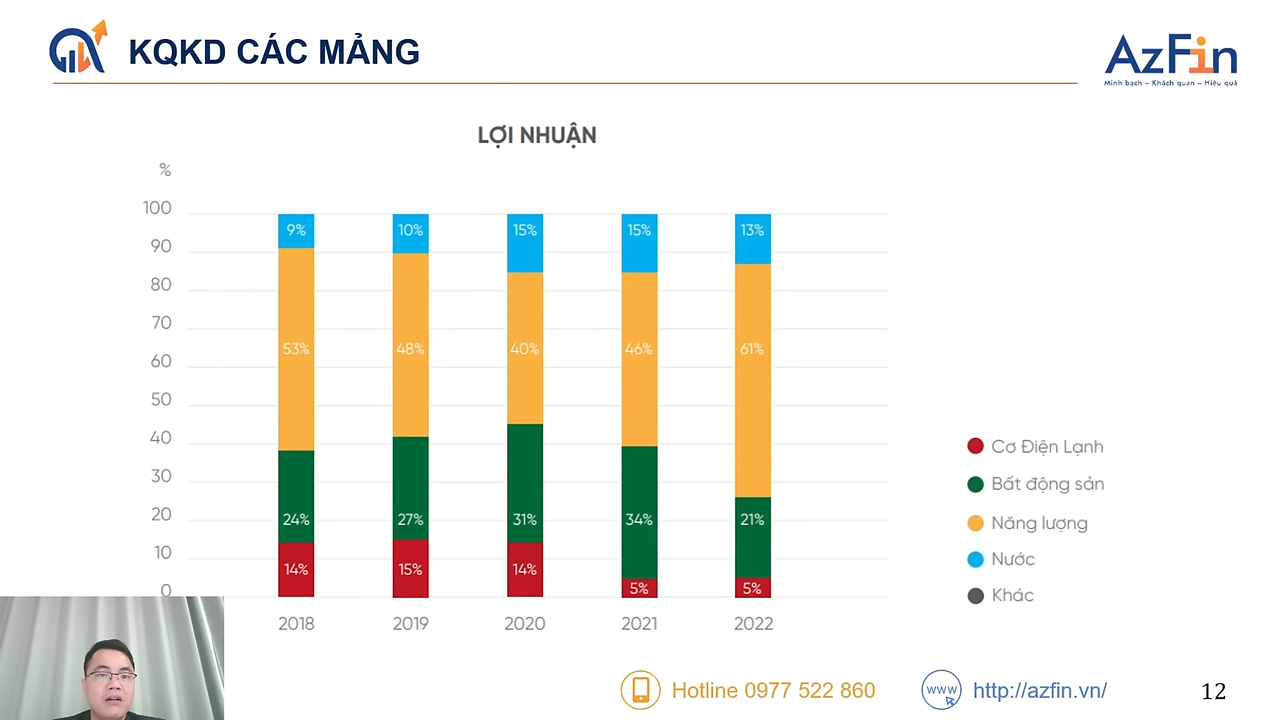 KQKD CÁC MẢNG
AzFin
Minh bạch – Khách quan – Hiệu quả
LỢI NHUẬN
%
100
90
80
70
60
50
40
30
20
10
0
9% 10% 15% 15% 13%
53% 48% 40% 46% 61%
24% 27% 31% 34% 21%
14% 15% 14% 5% 5%
2018 2019 2020 2021 2022
Cơ Điện Lạnh
Bất động sản
Năng lượng
Nước
Khác
Hotline 0977 522 860
www
http://azfin.vn/
12